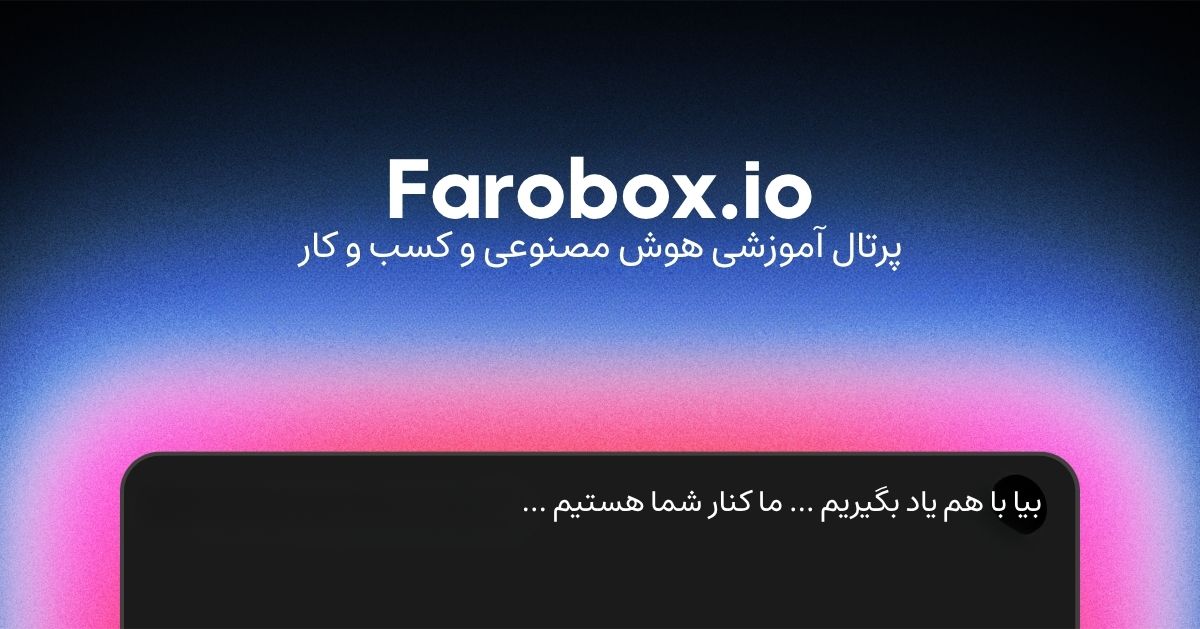 Farobox.io
پرتال آموزشی هوش مصنوعی و کسب و کار
بیا با هم یاد بگیریم ... ما کنار شما هستیم ...